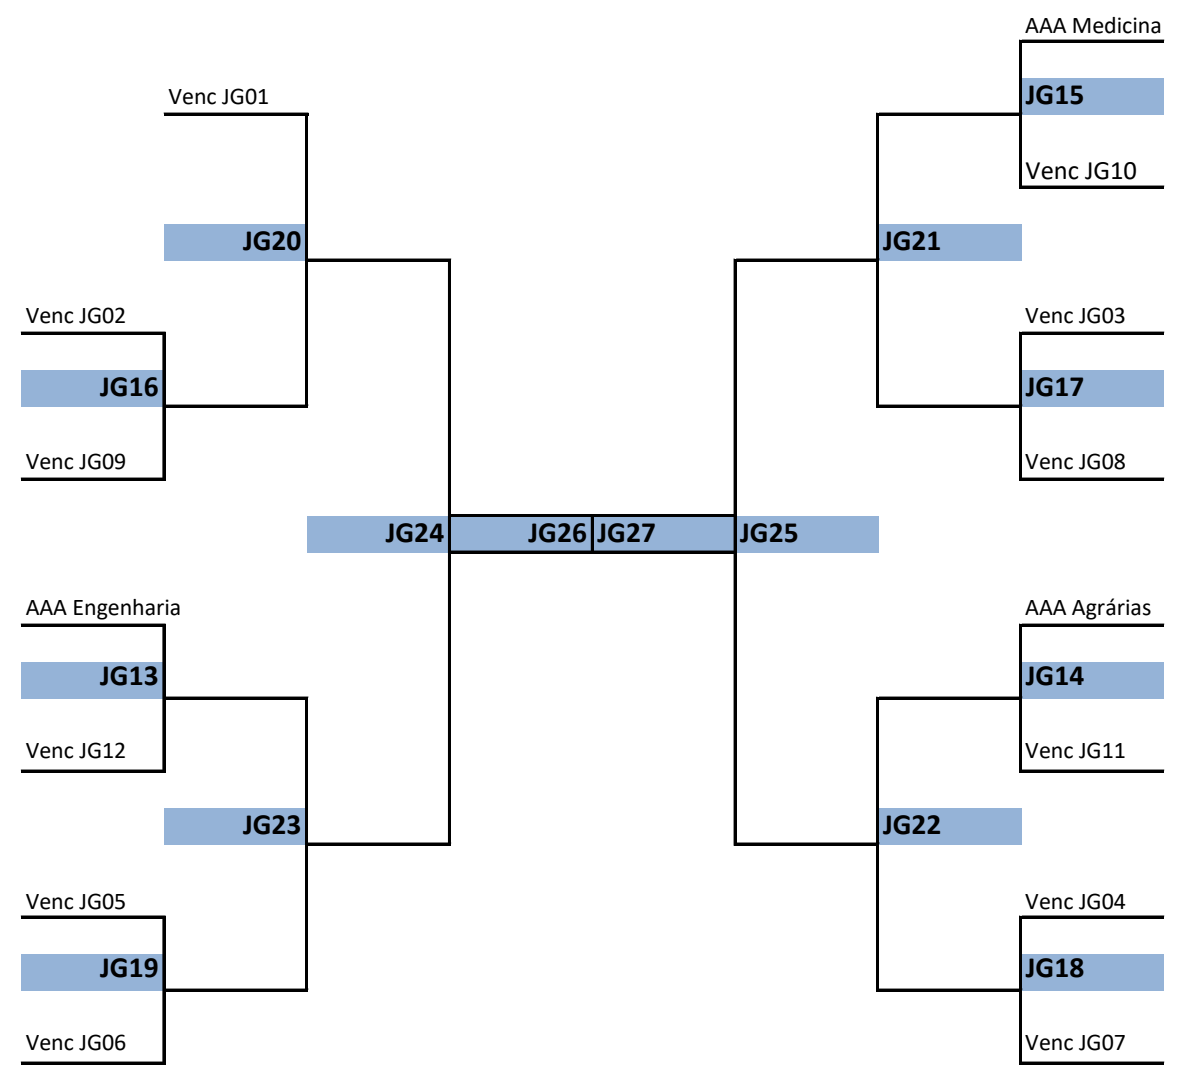 AAA Medicina
Venc JG01
JG15
Venc JG10
JG20
JG21
Venc JG02
Venc JG03
JG16
JG17
Venc JG09
Venc JG08
JG24
JG26
JG27
JG25
AAA Engenharia
AAA Agrárias
JG13
JG14
Venc JG12
Venc JG11
JG23
JG22
Venc JG05
Venc JG04
JG19
JG18
Venc JG06
Venc JG07